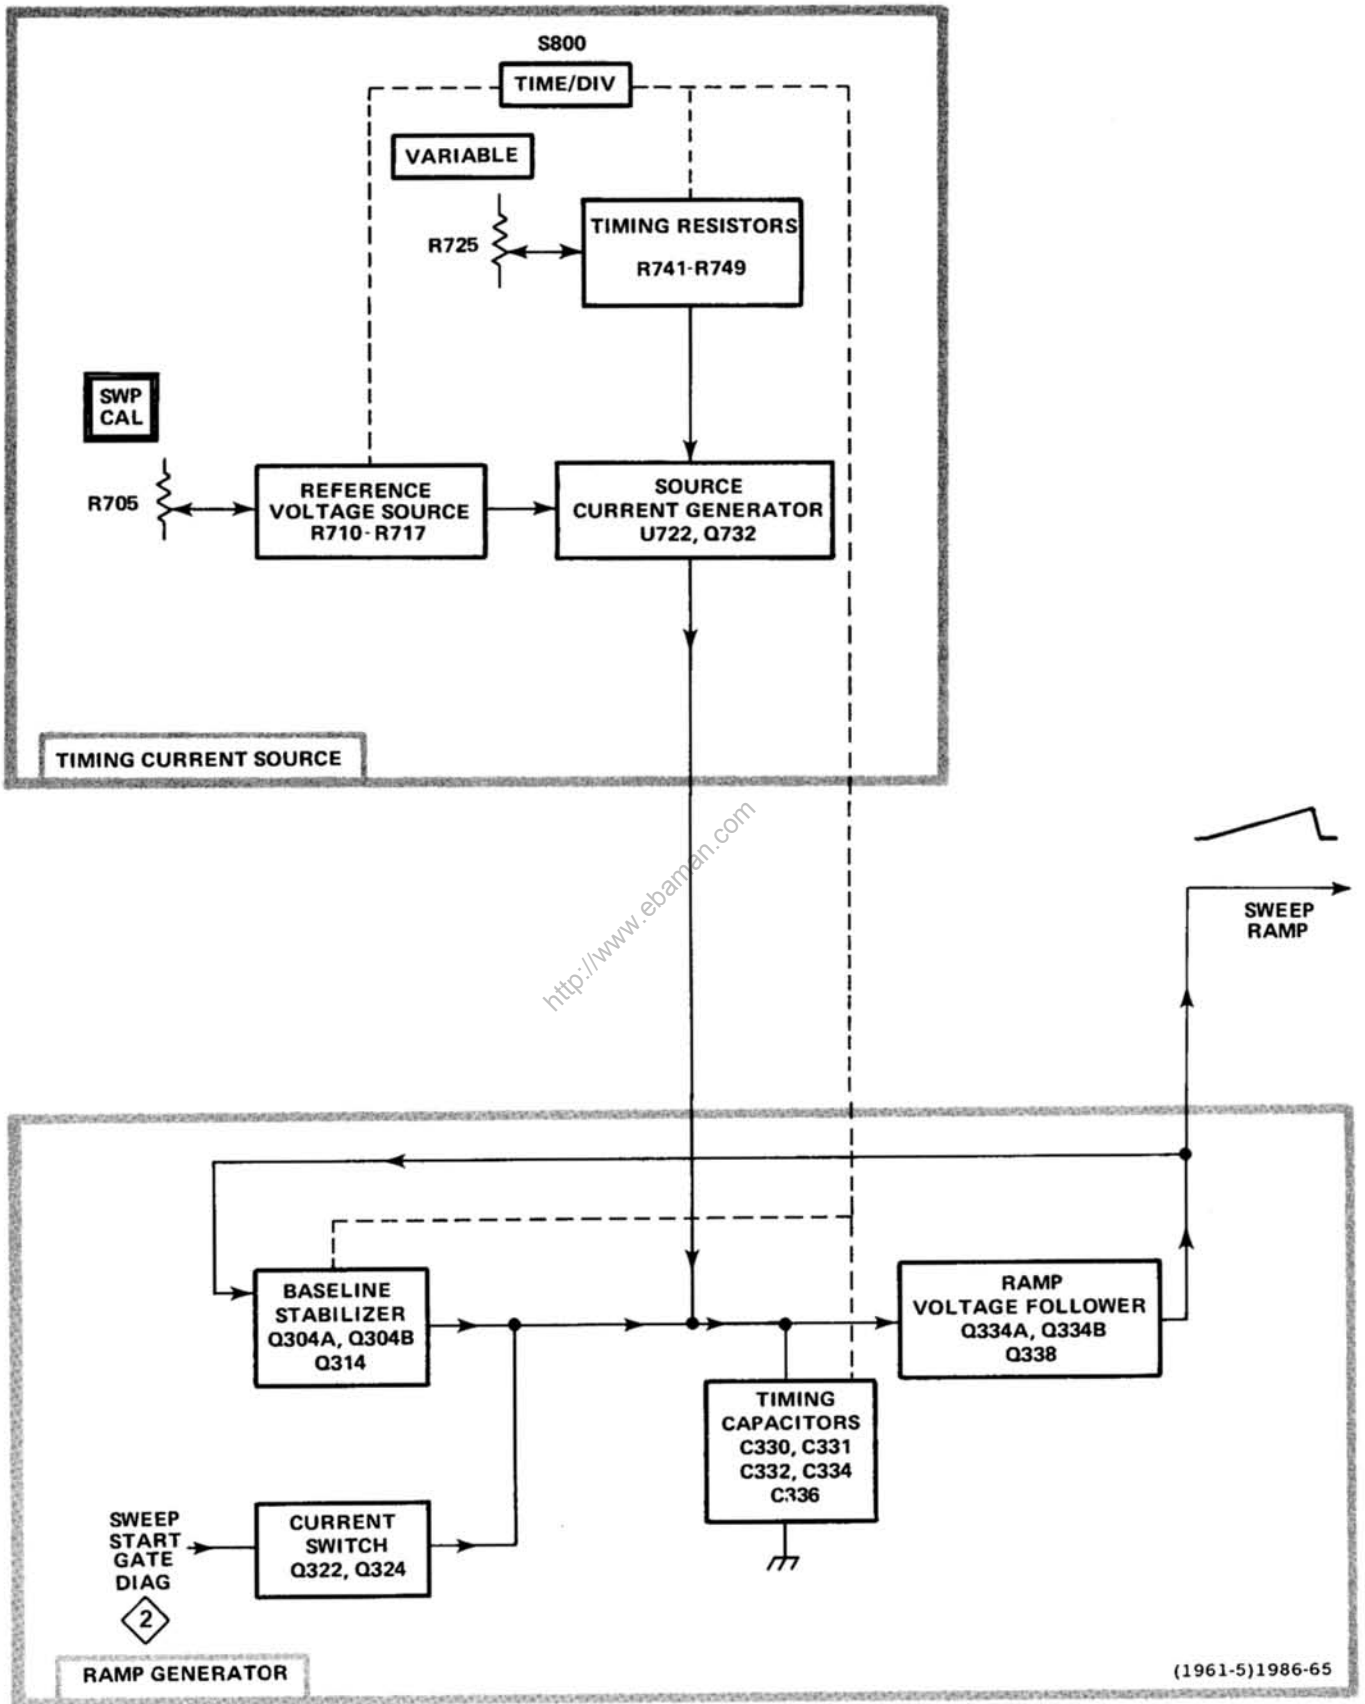 S800
TIME/DIV
VARIABLE
TIMING RESISTORS
R741-R749
R725
SWP
CAL
R705
REFERENCE
VOLTAGE SOURCE
R710-R717
SOURCE
CURRENT GENERATOR
U722, Q732
TIMING CURRENT SOURCE
http://www.ebaman.com
SWEEP
RAMP
BASELINE
STABILIZER
Q304A, Q304B
Q314
RAMP
VOLTAGE FOLLOWER
Q334A, Q334B
Q338
TIMING
CAPACITORS
C330, C331
C332, C334
C336
SWEEP
START
GATE
DIAG
2
CURRENT
SWITCH
Q322, Q324
RAMP GENERATOR
(1961-5)1986-65